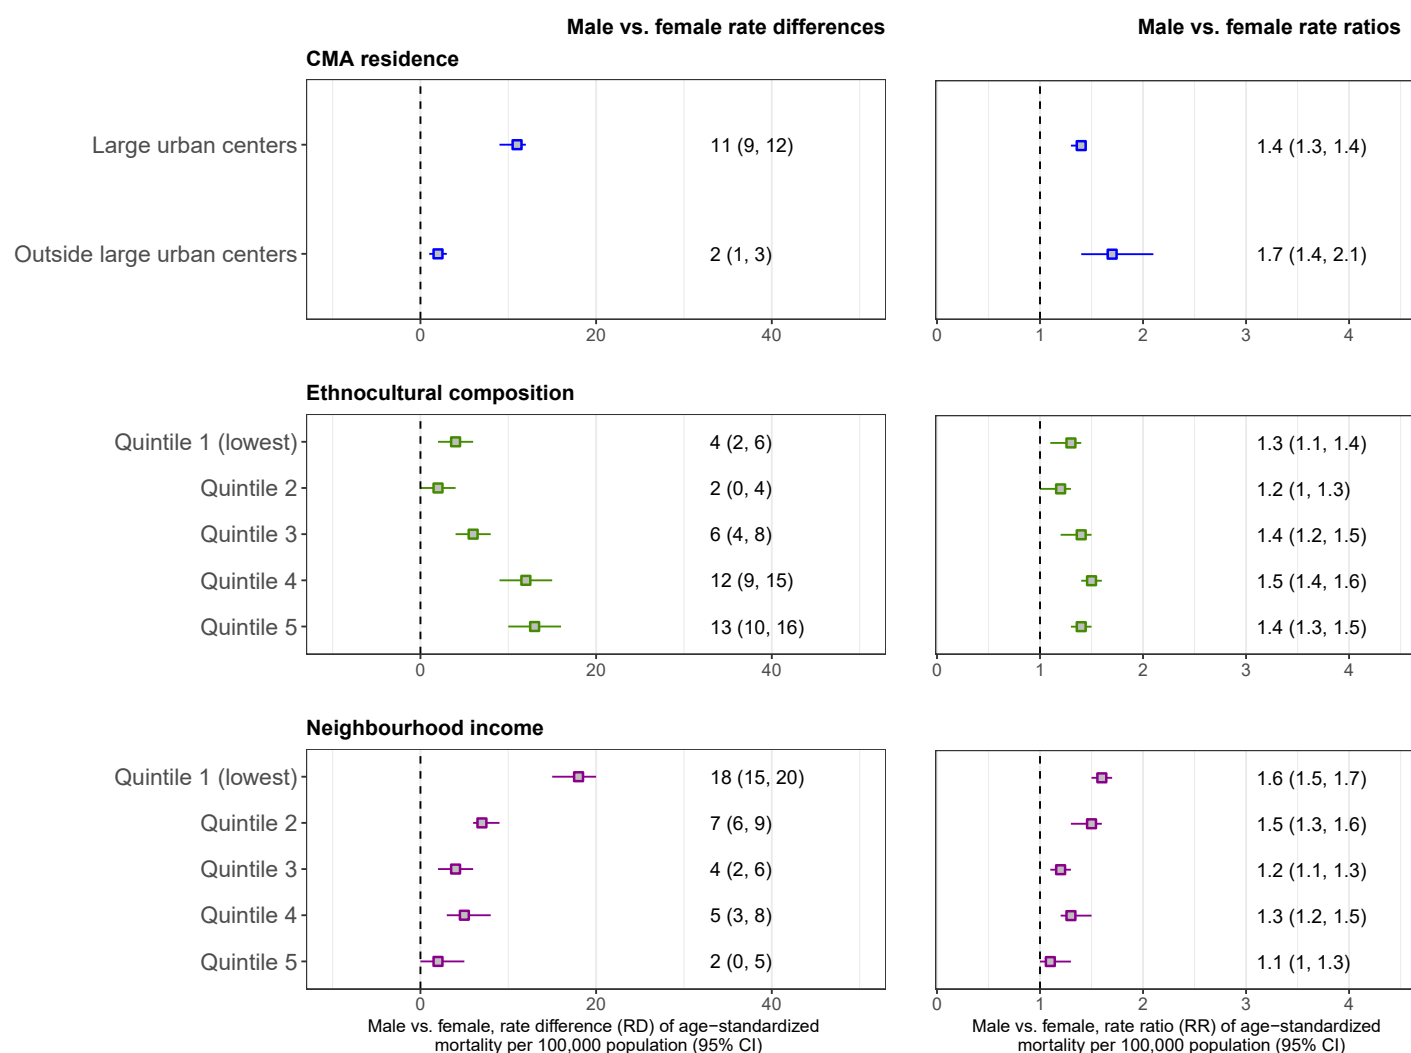 Male vs. female rate differences
Male vs. female rate ratios
CMA residence
Large urban centers
11 (9, 12)
1.4 (1.3, 1.4)
Outside large urban centers
2 (1, 3)
1.7 (1.4, 2.1)
0 20 40
0 1 2 3 4
Ethnocultural composition
Quintile 1 (lowest)
4 (2, 6)
1.3 (1.1, 1.4)
Quintile 2
2 (0, 4)
1.2 (1, 1.3)
Quintile 3
6 (4, 8)
1.4 (1.2, 1.5)
Quintile 4
12 (9, 15)
1.5 (1.4, 1.6)
Quintile 5
13 (10, 16)
1.4 (1.3, 1.5)
0 20 40
0 1 2 3 4
Neighbourhood income
Quintile 1 (lowest)
18 (15, 20)
1.6 (1.5, 1.7)
Quintile 2
7 (6, 9)
1.5 (1.3, 1.6)
Quintile 3
4 (2, 6)
1.2 (1.1, 1.3)
Quintile 4
5 (3, 8)
1.3 (1.2, 1.5)
Quintile 5
2 (0, 5)
1.1 (1, 1.3)
0 20 40
0 1 2 3 4
Male vs. female, rate difference (RD) of age−standardized
mortality per 100,000 population (95% CI)
Male vs. female, rate ratio (RR) of age−standardized
mortality per 100,000 population (95% CI)